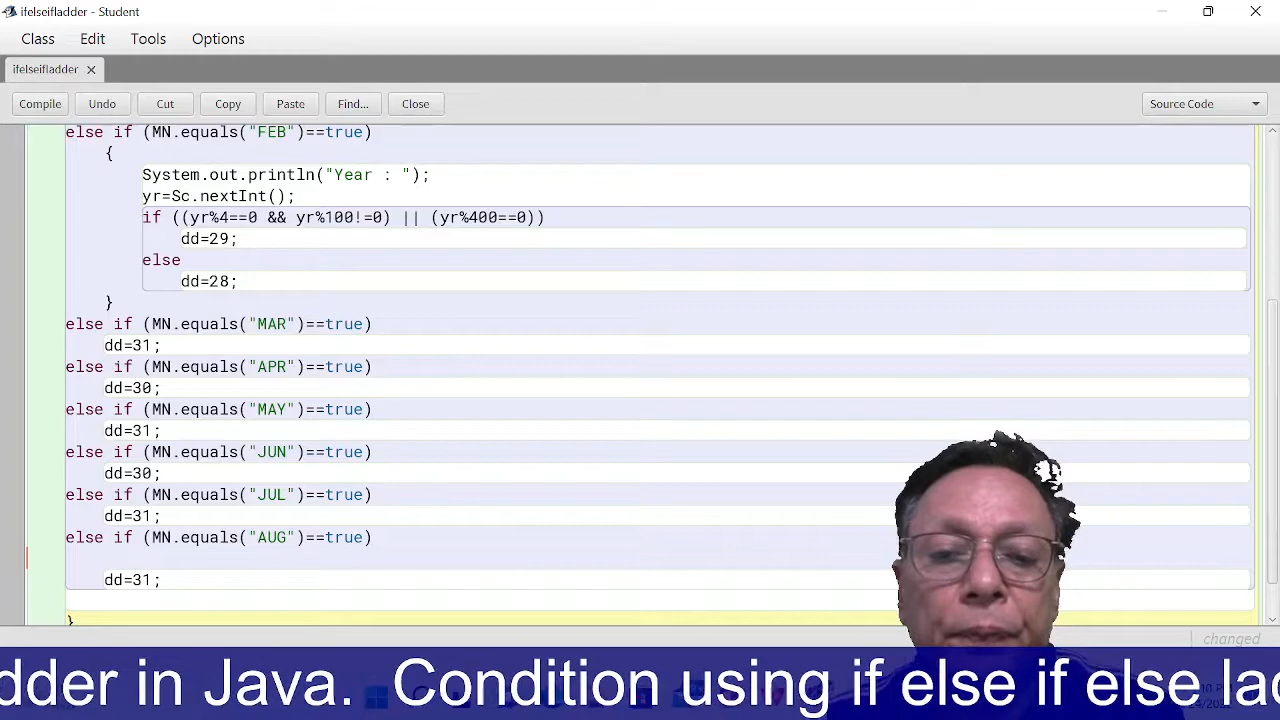 ifelseifladder - Student
Class Edit Tools Options
ifelseifladder
Compile Undo Cut Copy Paste Find... Close Source Code
else if (MN.equals("FEB")==true)
{
System.out.println("Year : ");
yr=Sc.nextInt();
if ((yr%4==0 && yr%100!=0) || (yr%400==0))
dd=29;
else
dd=28;
}
else if (MN.equals("MAR")==true)
dd=31;
else if (MN.equals("APR")==true)
dd=30;
else if (MN.equals("MAY")==true)
dd=31;
else if (MN.equals("JUN")==true)
dd=30;
else if (MN.equals("JUL")==true)
dd=31;
else if (MN.equals("AUG")==true)
dd=31;
}
changed
dder in Java. Condition using if else if else lad